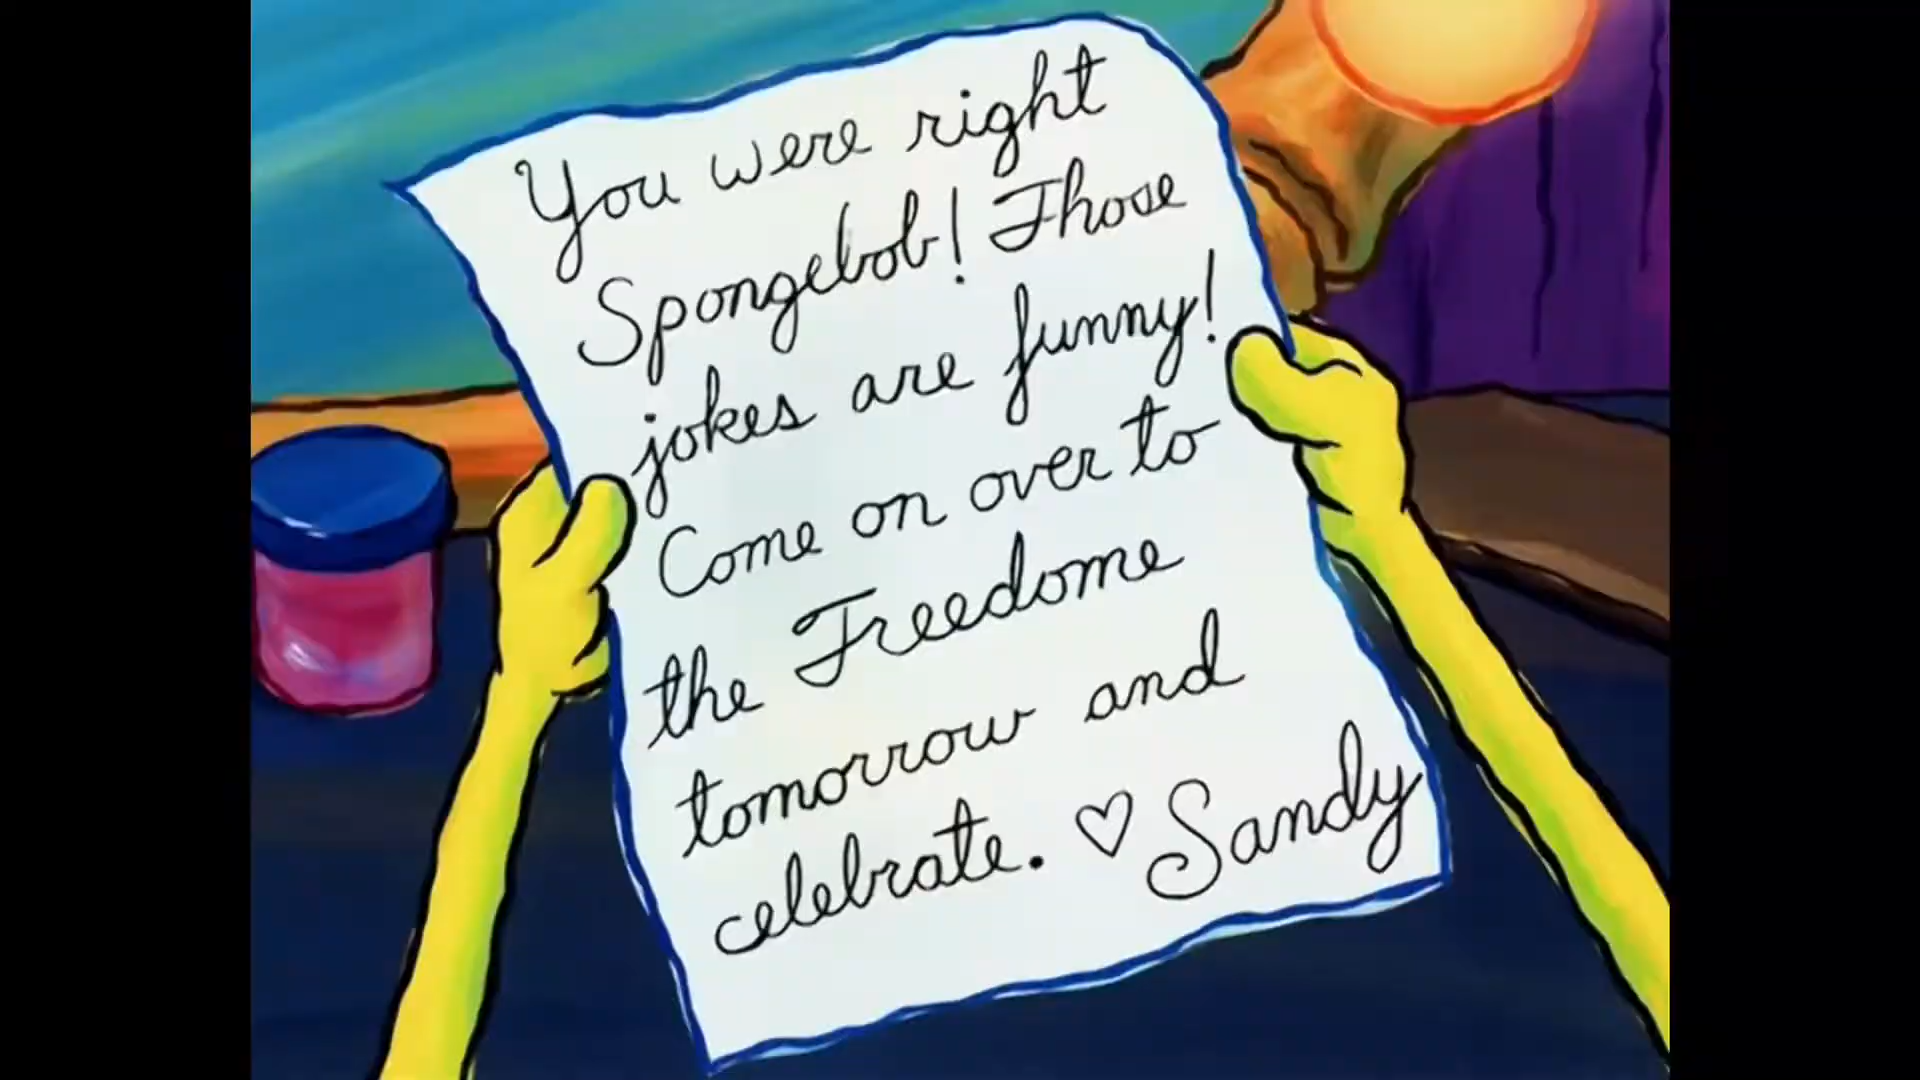 You were right
Spongebob! Those
jokes are funny!
Come on over to
the Freedome
tomorrow and
celebrate. ♡ Sandy